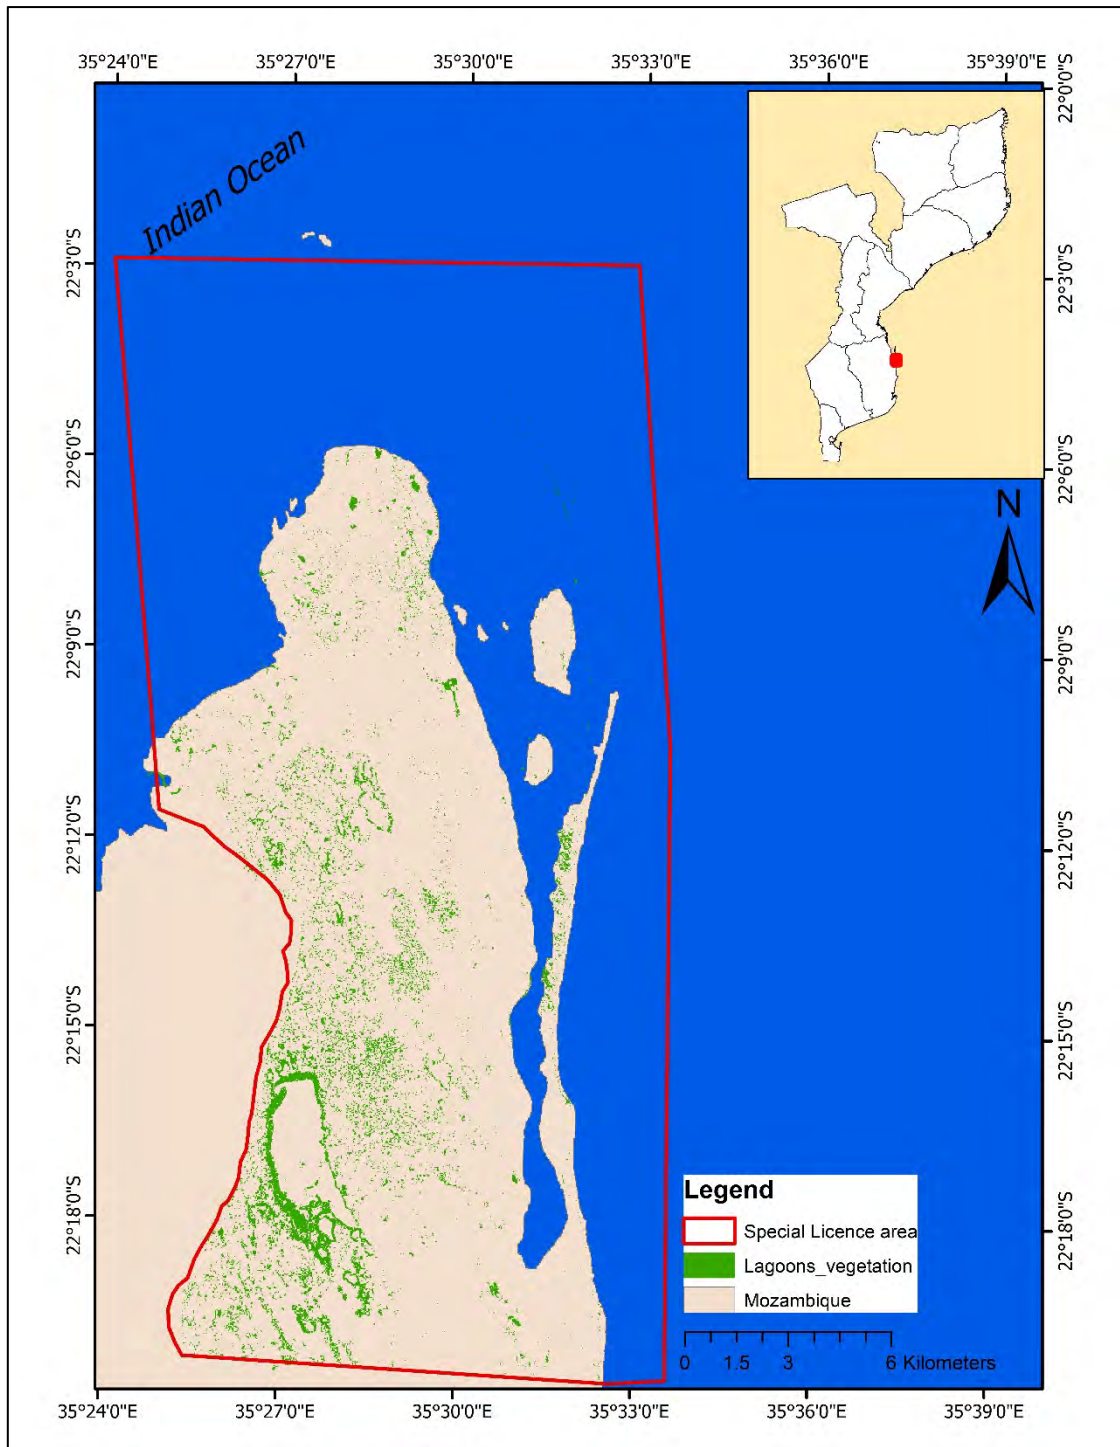 35°24'0"E 35°27'0"E 35°30'0"E 35°33'0"E 35°36'0"E 35°39'0"E
22°0'0"S
Indian Ocean
22°3'0"S
22°3'0"S
22°6'0"S
22°6'0"S
N
22°9'0"S
22°9'0"S
22°12'0"S
22°12'0"S
22°15'0"S
22°15'0"S
22°18'0"S
22°18'0"S
Legend
Special Licence area
Lagoons_vegetation
Mozambique
0 1.5 3 6 Kilometers
35°24'0"E 35°27'0"E 35°30'0"E 35°33'0"E 35°36'0"E 35°39'0"E